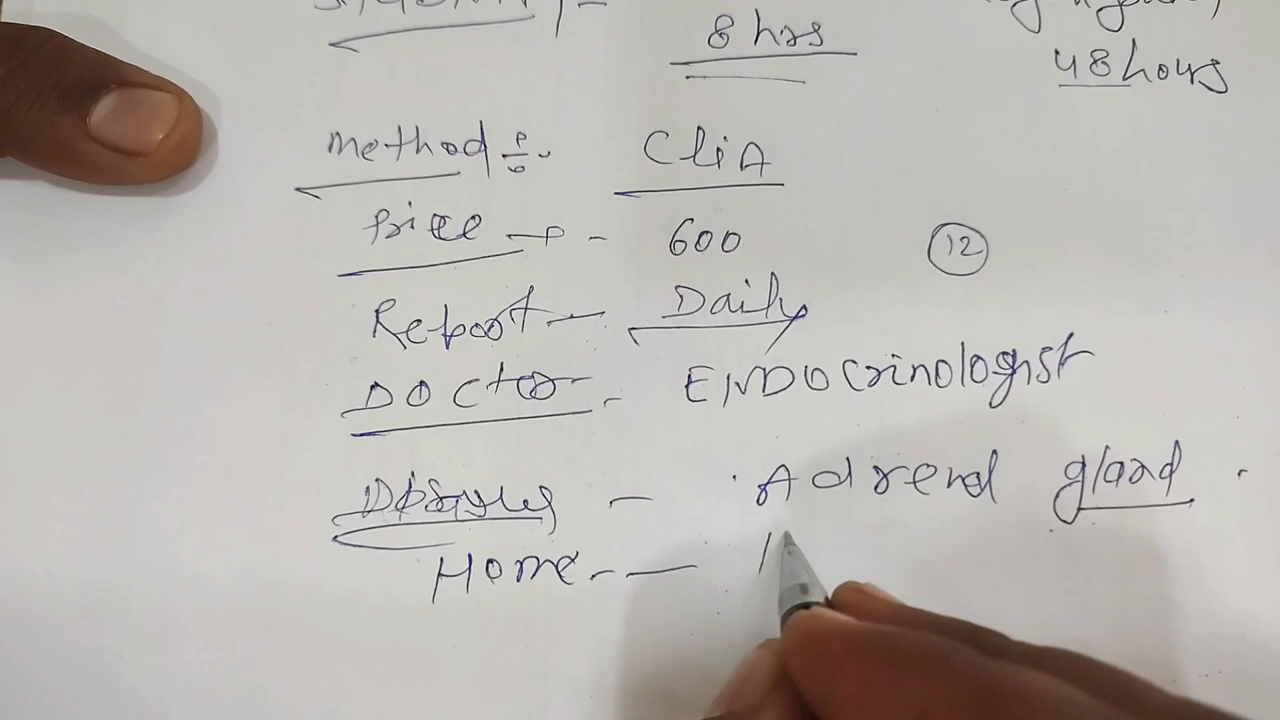 8 hrs
48 hours
Method :-
CliA
Price - -
600
12
Report -
Daily
DOctor -
ENDOcrinologist
-
Adrenal gland .
Home - -